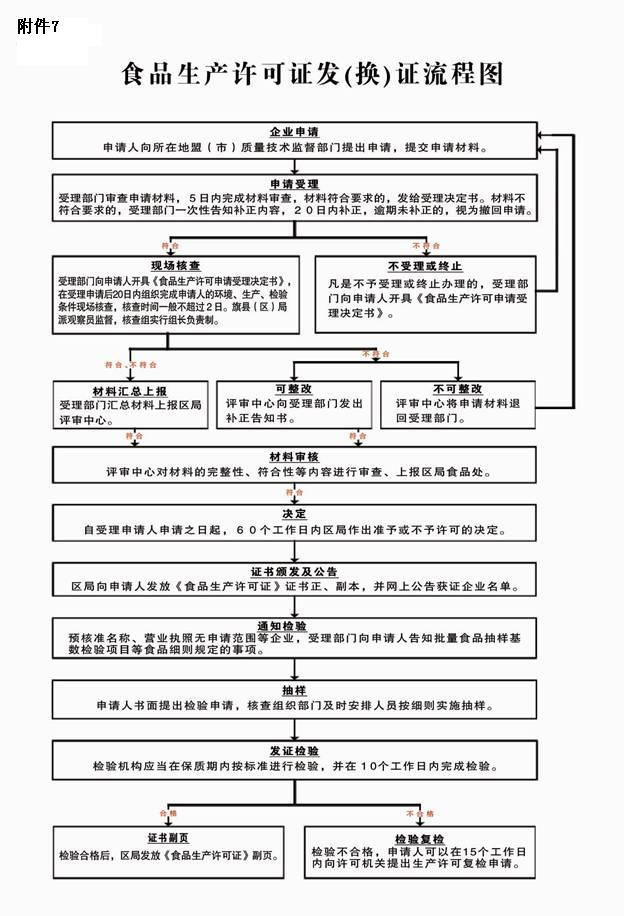 附件7
食品生产许可证发(换)证流程图
企业申请
申请人向所在地盟(市)质量技术监督部门提出申请，提交申请材料。
申请受理
受理部门审查申请材料，5日内完成材料审查，材料符合要求的，发给受理决定书。材料不
符合要求的，受理部门一次性告知补正内容，20日内补正，逾期未补正的，视为撤回申请。
符合
不符合
现场核查
受理部门向申请人开具《食品生产许可申请受理决定书》，
在受理申请后20日内组织完成申请人的环境、生产、检验
条件现场核查，核查时间一般不超过2日。旗县(区)局
派观察员监督，核查组实行组长负责制。
不受理或终止
凡是不予受理或终止办理的，受理部
门向申请人开具《食品生产许可申请受
理决定书》。
符合、不符合
不符合
材料汇总上报
受理部门汇总材料上报区局
评审中心。
可整改
评审中心向受理部门发出
补正告知书。
不可整改
评审中心将申请材料退
回受理部门。
符合
符合
材料审核
评审中心对材料的完整性、符合性等内容进行审查、上报区局食品处。
符合
决定
自受理申请人申请之日起，60个工作日内区局作出准予或不予许可的决定。
证书颁发及公告
区局向申请人发放《食品生产许可证》证书正、副本，并网上公告获证企业名单。
通知检验
预核准名称、营业执照无申请范围等企业，受理部门向申请人告知批量食品抽样基
数检验项目等食品细则规定的事项。
抽样
申请人书面提出检验申请，核查组织部门及时安排人员按细则实施抽样。
发证检验
检验机构应当在保质期内按标准进行检验，并在10个工作日内完成检验。
合格
不合格
证书副页
检验合格后，区局发放《食品生产许可证》副页。
检验复检
检验不合格，申请人可以在15个工作日
内向许可机关提出生产许可复检申请。